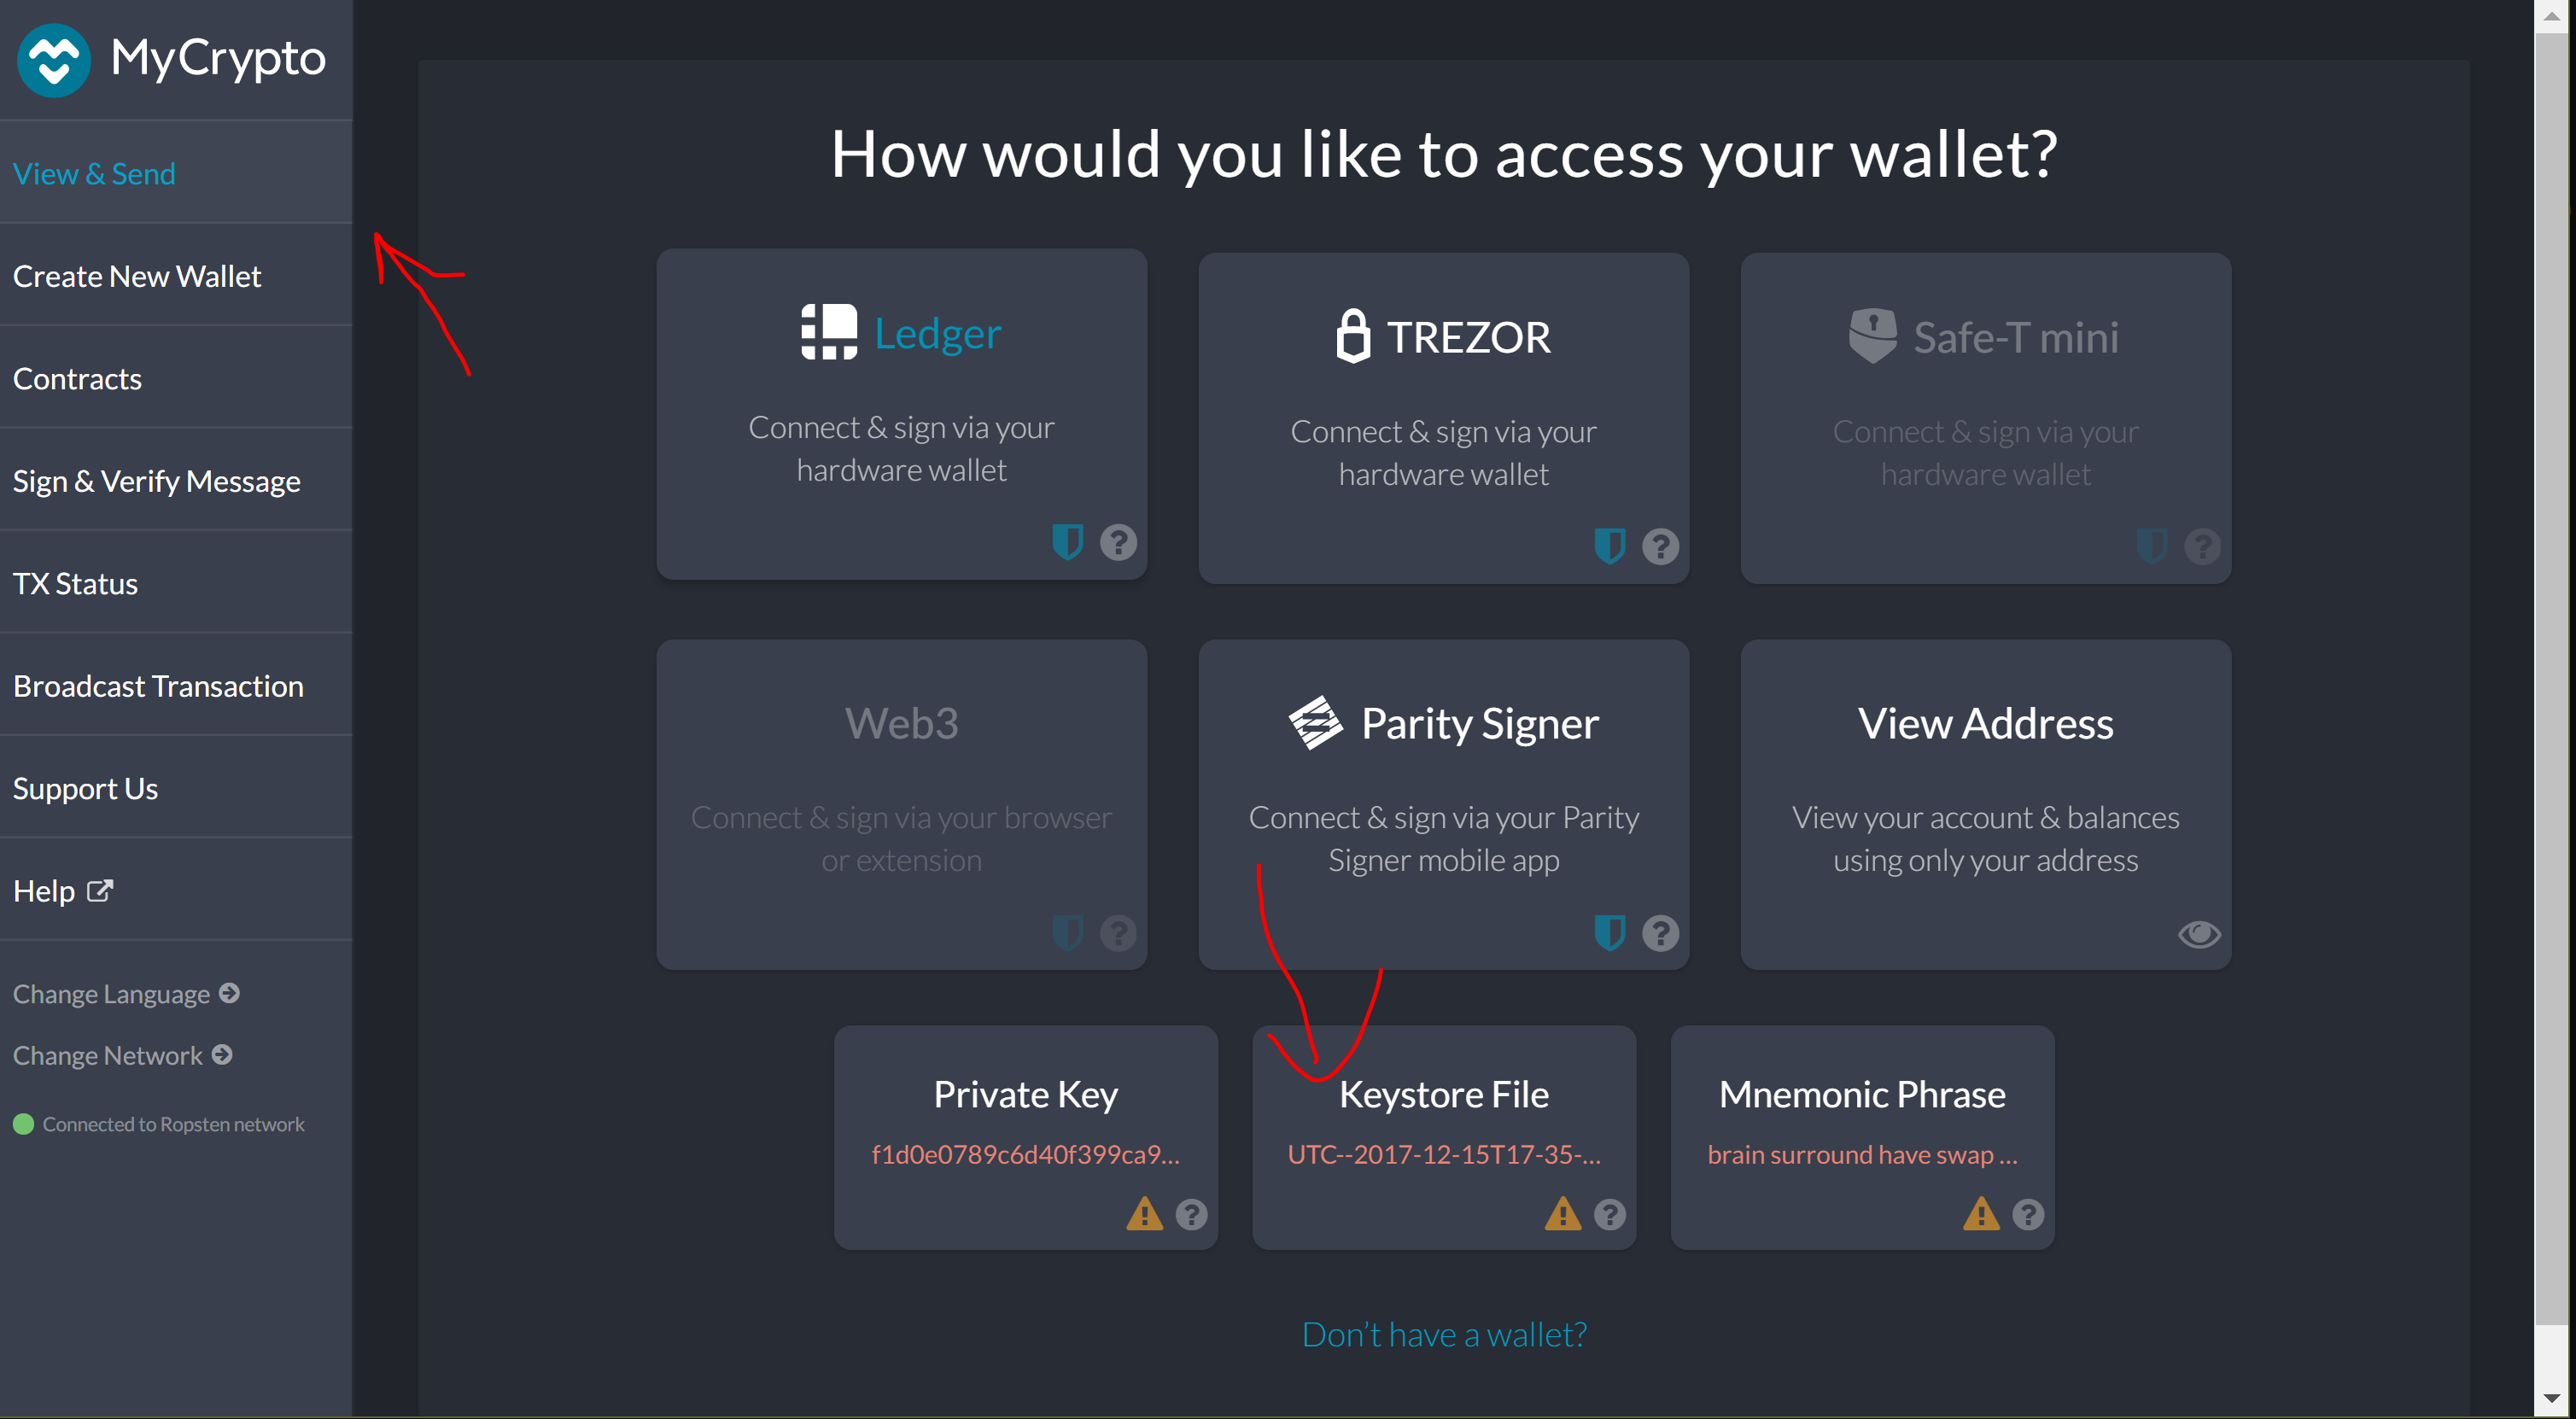 MyCrypto
View & Send
Create New Wallet
Contracts
Sign & Verify Message
TX Status
Broadcast Transaction
Support Us
Help
Change Language
Change Network
Connected to Ropsten network
How would you like to access your wallet?
Ledger
Connect & sign via your
hardware wallet
TREZOR
Connect & sign via your
hardware wallet
Safe-T mini
Connect & sign via your
hardware wallet
Web3
Connect & sign via your browser
or extension
Parity Signer
Connect & sign via your Parity
Signer mobile app
View Address
View your account & balances
using only your address
Private Key
f1d0e0789c6d40f399ca9...
Keystore File
UTC--2017-12-15T17-35-...
Mnemonic Phrase
brain surround have swap ...
Don’t have a wallet?